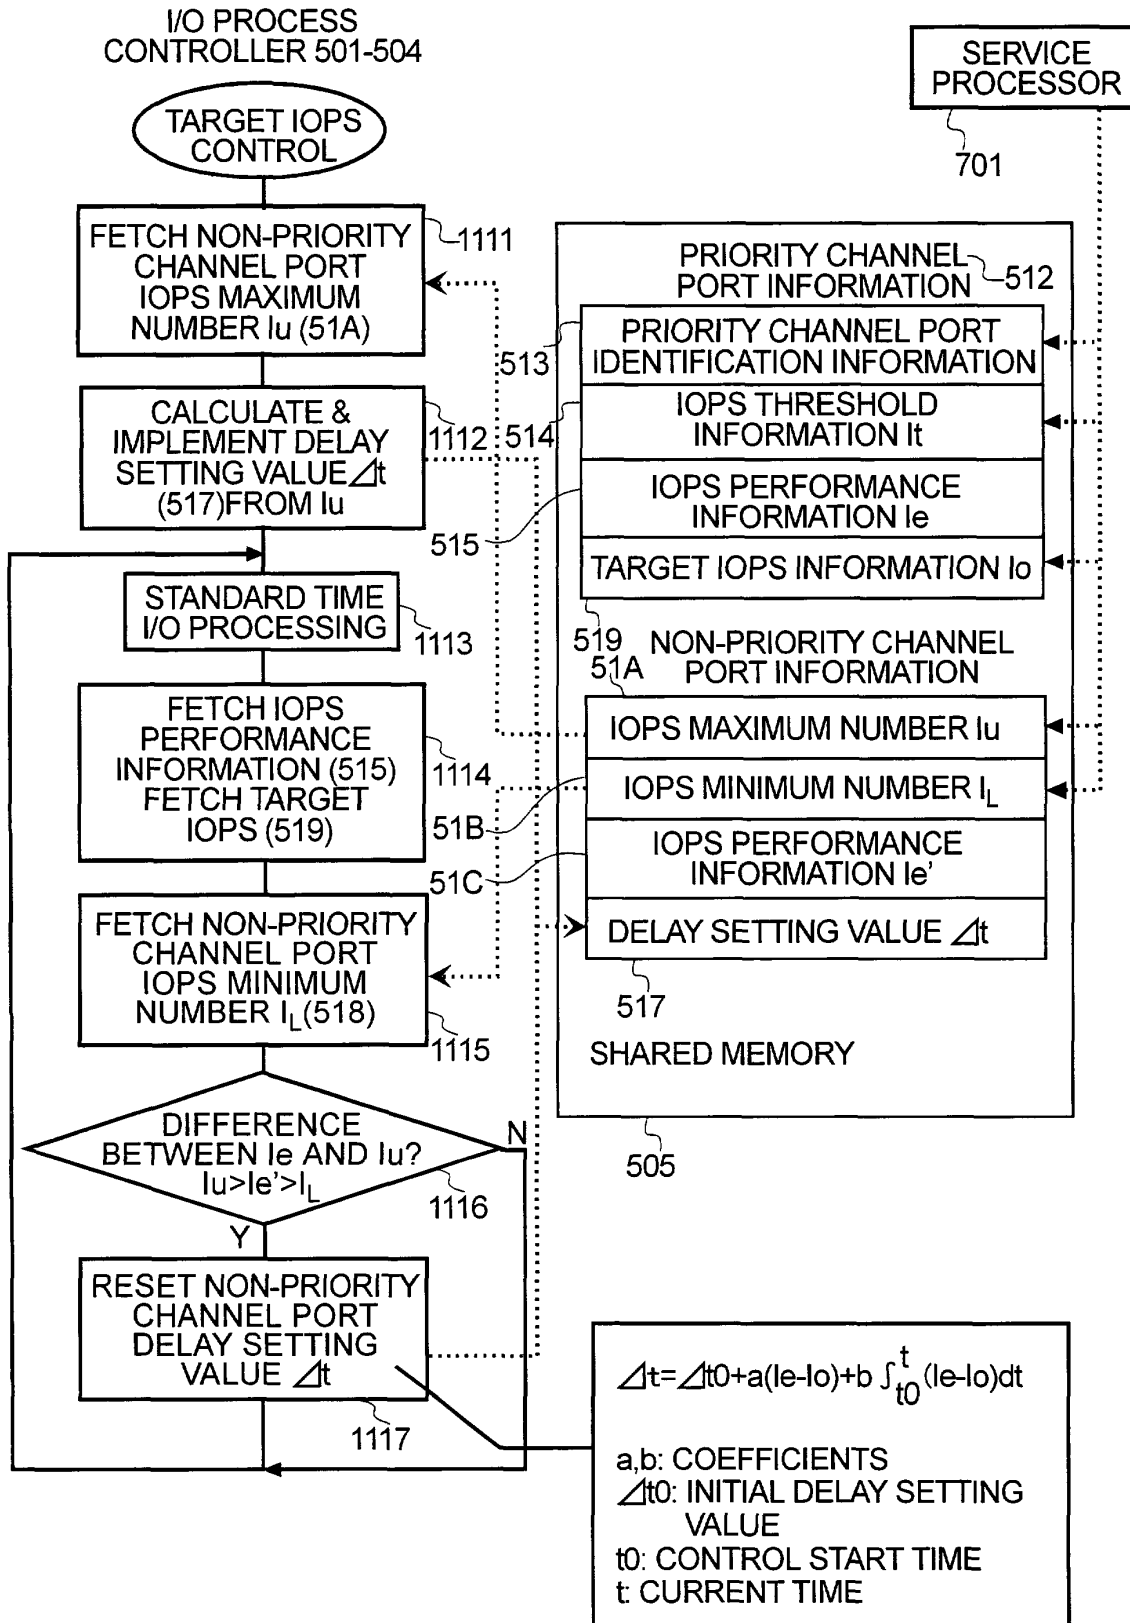 I/O PROCESS
CONTROLLER 501-504
TARGET IOPS
CONTROL
FETCH NON-PRIORITY
CHANNEL PORT
IOPS MAXIMUM
NUMBER Iu (51A)
1111
CALCULATE &
IMPLEMENT DELAY
SETTING VALUE⊿t
(517)FROM Iu
1112
STANDARD TIME
I/O PROCESSING
1113
FETCH IOPS
PERFORMANCE
INFORMATION (515)
FETCH TARGET
IOPS (519)
1114
FETCH NON-PRIORITY
CHANNEL PORT
IOPS MINIMUM
NUMBER I_L(518)
1115
DIFFERENCE
BETWEEN Ie AND Iu?
Iu>Ie'>I_L
1116
N
Y
RESET NON-PRIORITY
CHANNEL PORT
DELAY SETTING
VALUE ⊿t
1117
SERVICE
PROCESSOR
701
PRIORITY CHANNEL
PORT INFORMATION
512
513
PRIORITY CHANNEL PORT
IDENTIFICATION INFORMATION
514
IOPS THRESHOLD
INFORMATION It
515
IOPS PERFORMANCE
INFORMATION Ie
TARGET IOPS INFORMATION Io
519
NON-PRIORITY CHANNEL
PORT INFORMATION
51A
IOPS MAXIMUM NUMBER Iu
IOPS MINIMUM NUMBER I_L
51B
IOPS PERFORMANCE
INFORMATION Ie'
51C
DELAY SETTING VALUE ⊿t
517
SHARED MEMORY
505
⊿t=⊿t0+a(Ie-Io)+b ∫_{t0}^{t} (Ie-Io)dt
a,b: COEFFICIENTS
⊿t0: INITIAL DELAY SETTING
VALUE
t0: CONTROL START TIME
t: CURRENT TIME